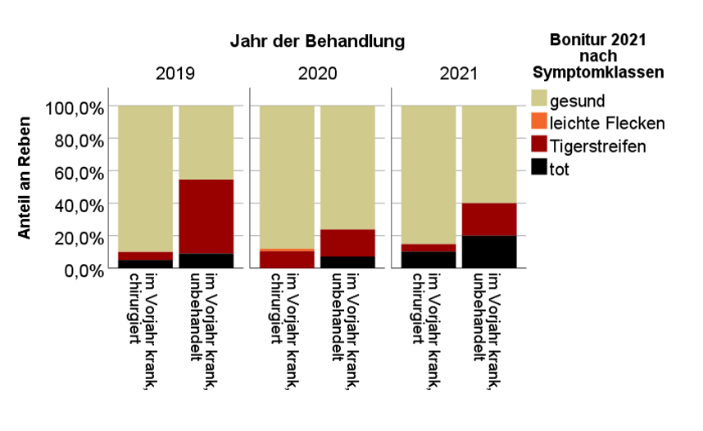 Jahr der Behandlung
2019
2020
2021
Anteil an Reben
100,0%
80,0%
60,0%
40,0%
20,0%
0,0%
im Vorjahr krank,
chirurgiert
im Vorjahr krank,
unbehandelt
im Vorjahr krank,
chirurgiert
im Vorjahr krank,
unbehandelt
im Vorjahr krank,
chirurgiert
im Vorjahr krank,
unbehandelt
Bonitur 2021
nach
Symptomklassen
gesund
leichte Flecken
Tigerstreifen
tot